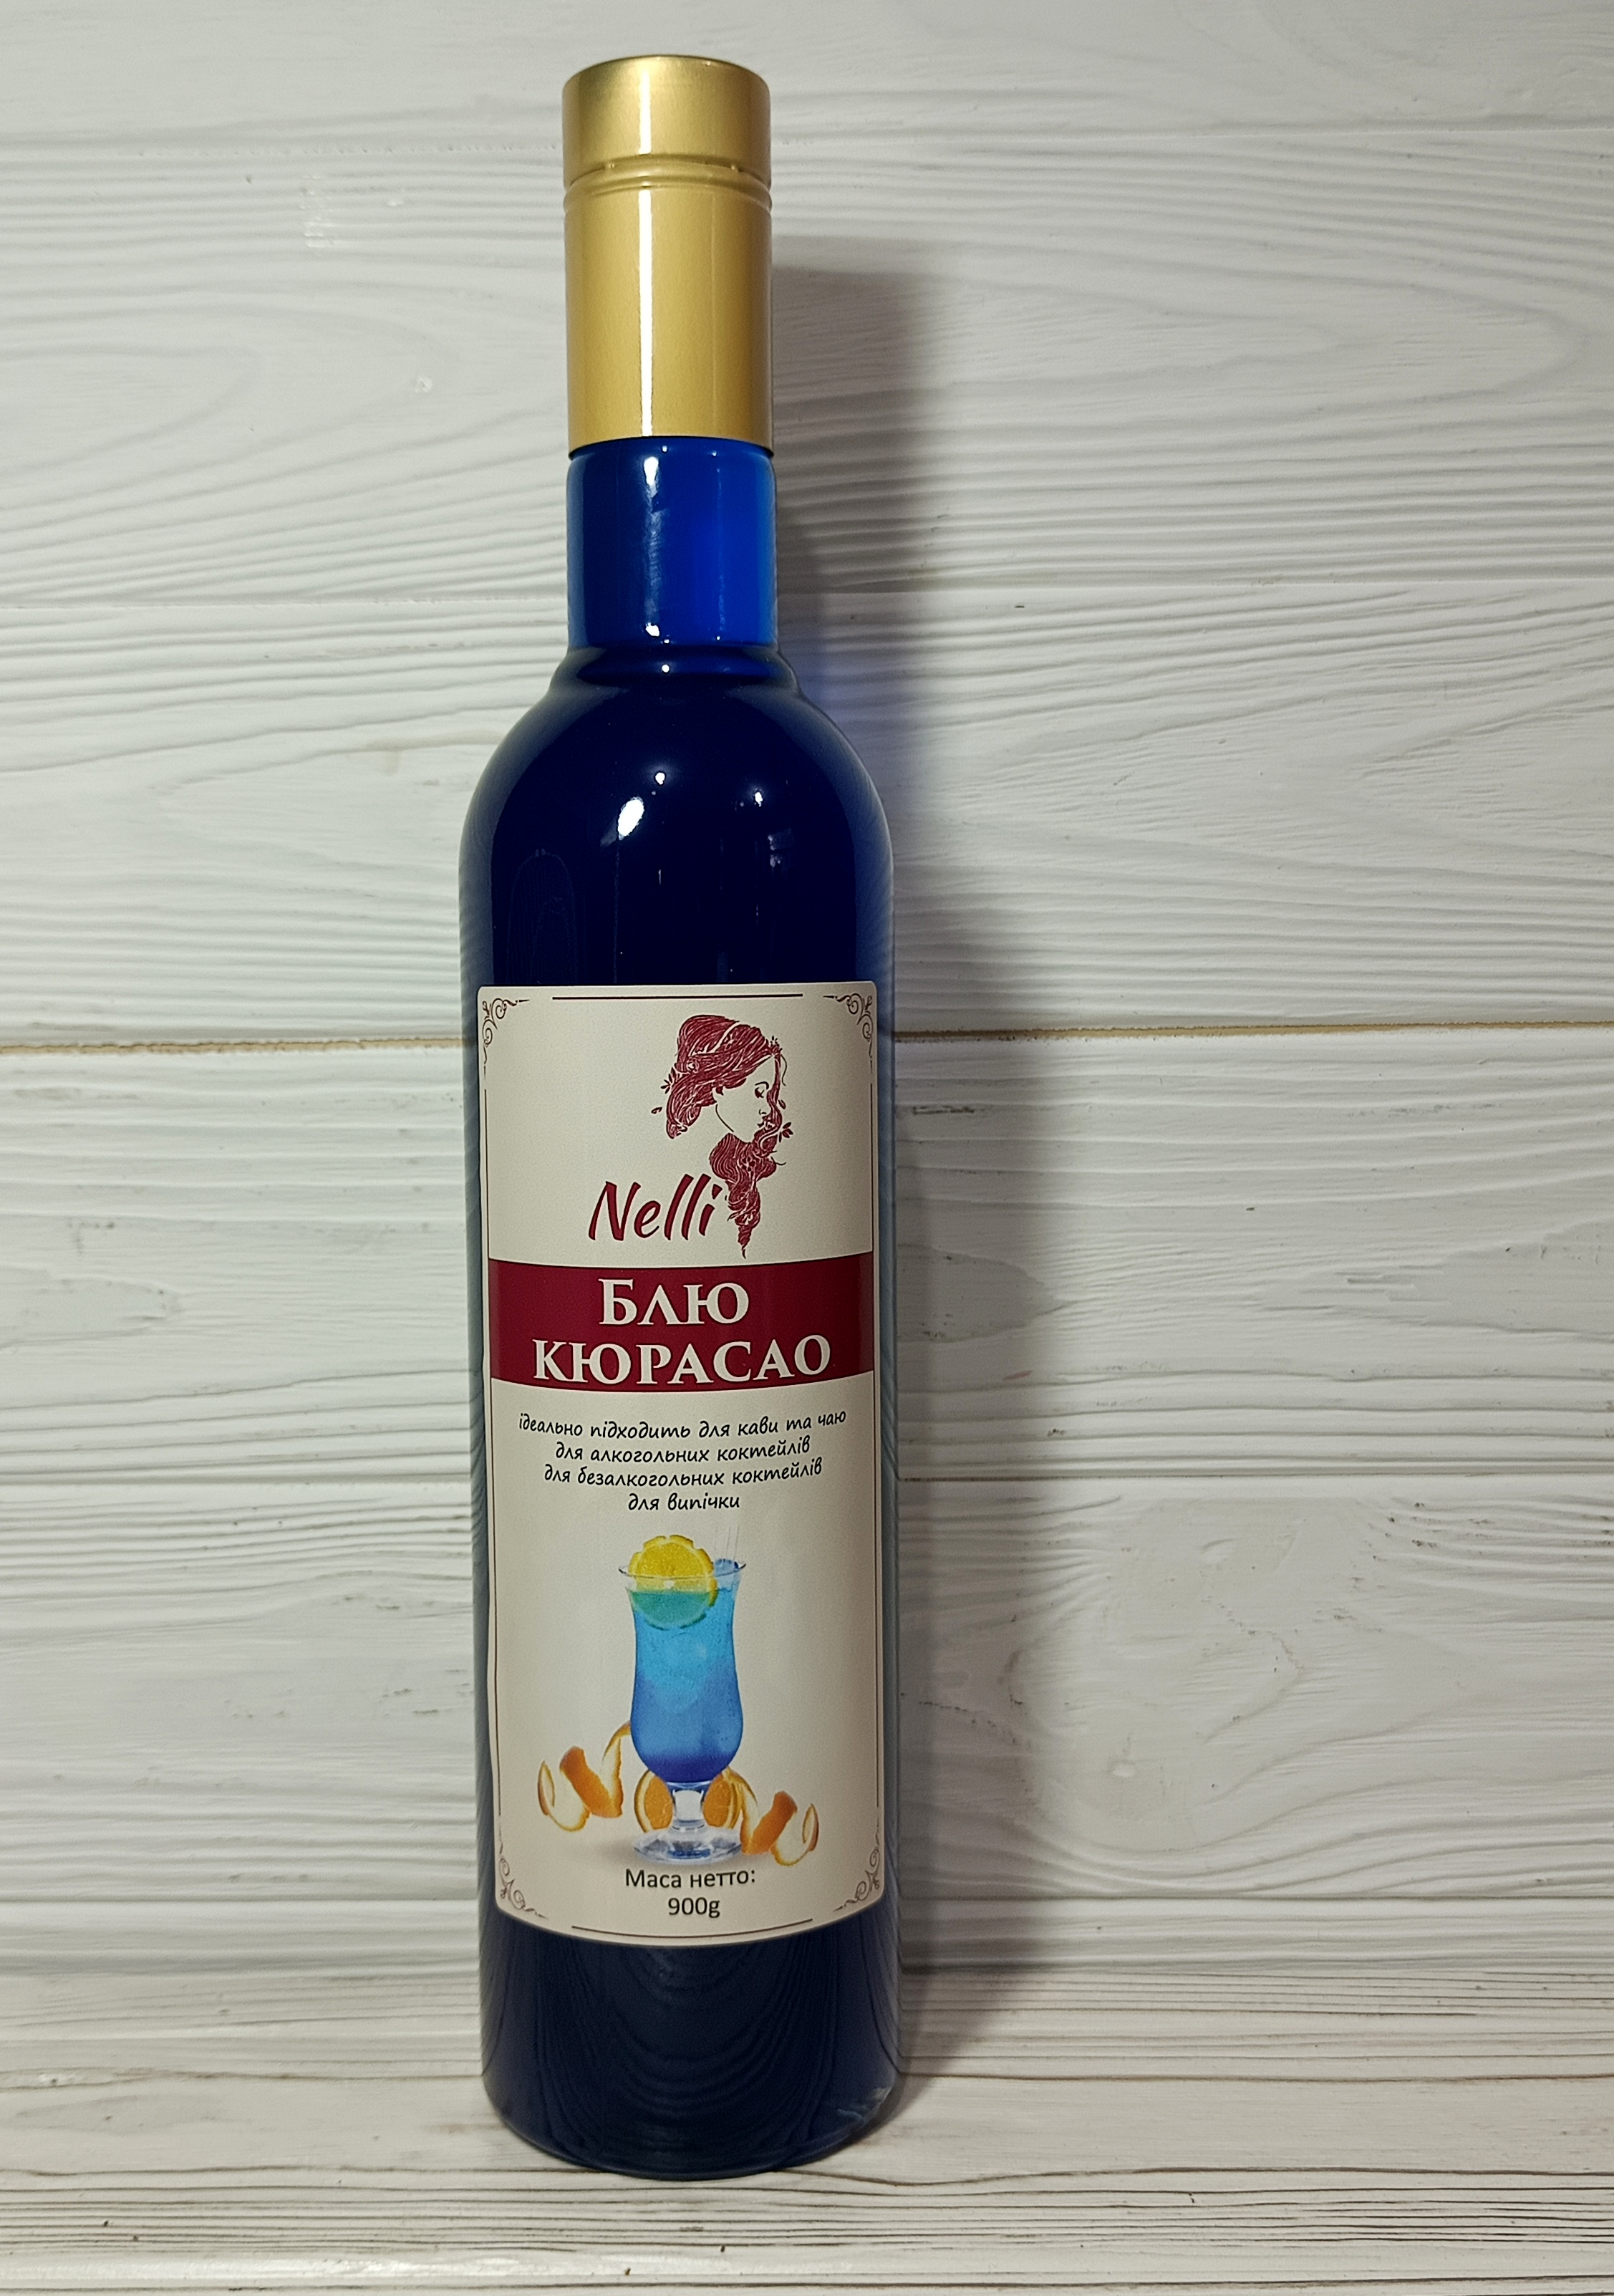 Nelli
БЛЮ
КЮРАСАО
ідеально підходить для кави та чаю
для алкогольних коктейлів
для безалкогольних коктейлів
для випічки
Маса нетто:
900g